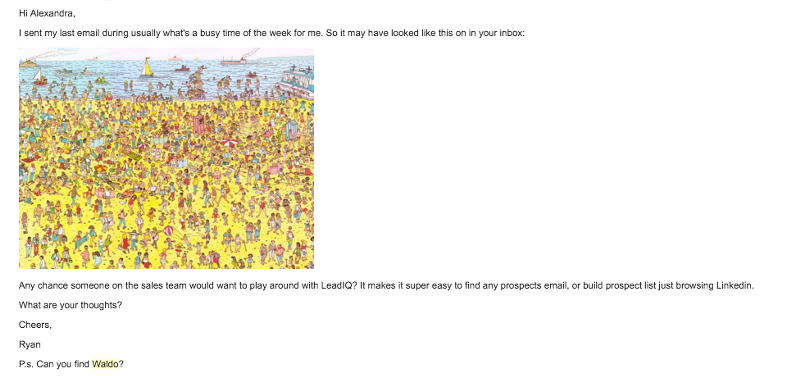 Hi Alexandra,
I sent my last email during usually what's a busy time of the week for me. So it may have looked like this on in your inbox:
Any chance someone on the sales team would want to play around with LeadIQ? It makes it super easy to find any prospects email, or build prospect list just browsing Linkedin.
What are your thoughts?
Cheers,
Ryan
P.s. Can you find Waldo?